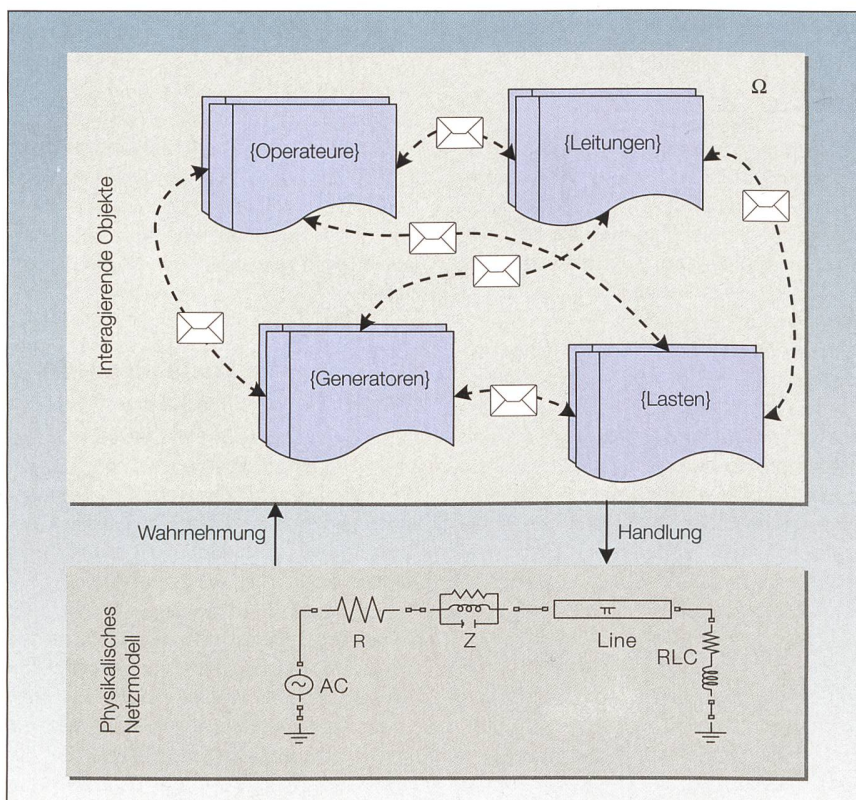 Ω
Interagierende Objekte
{Operateure}
{Leitungen}
{Generatoren}
{Lasten}
Wahrnehmung
Handlung
Physikalisches
Netzmodell
R
Z
π
Line
RLC
AC